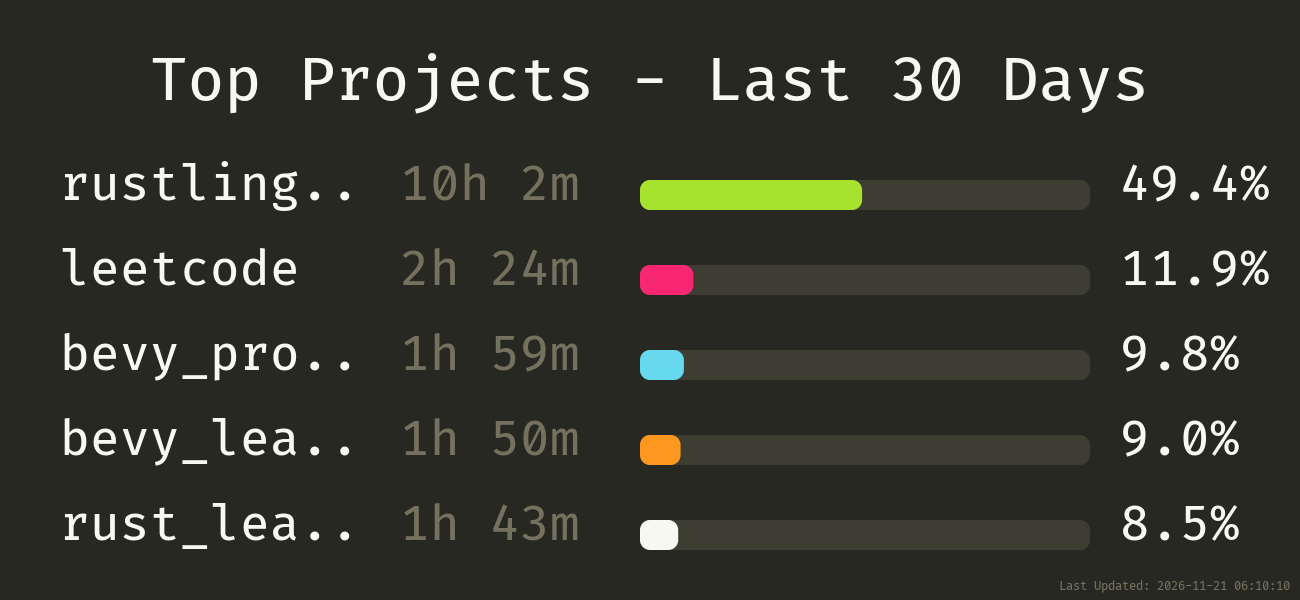 Top Projects - Last 30 Days
rustling.. 10h 2m 49.4%
leetcode 2h 24m 11.9%
bevy_pro.. 1h 59m 9.8%
bevy_lea.. 1h 50m 9.0%
rust_lea.. 1h 43m 8.5%
Last Updated: 2026-11-21 06:10:10